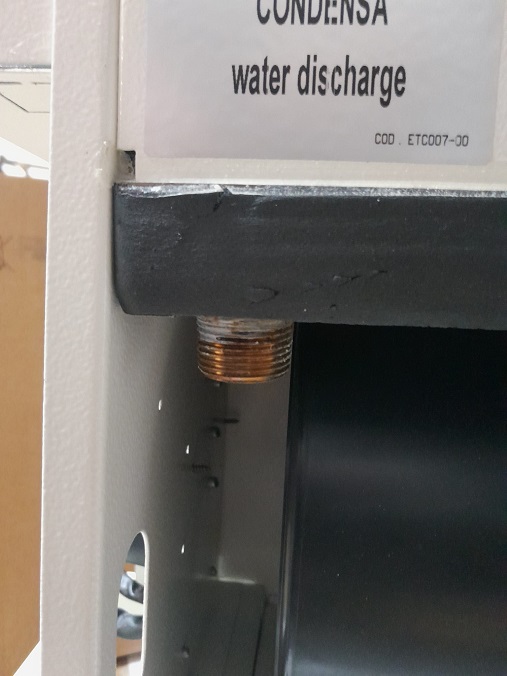 CONDENSA
water discharge
COD. ETC007-00